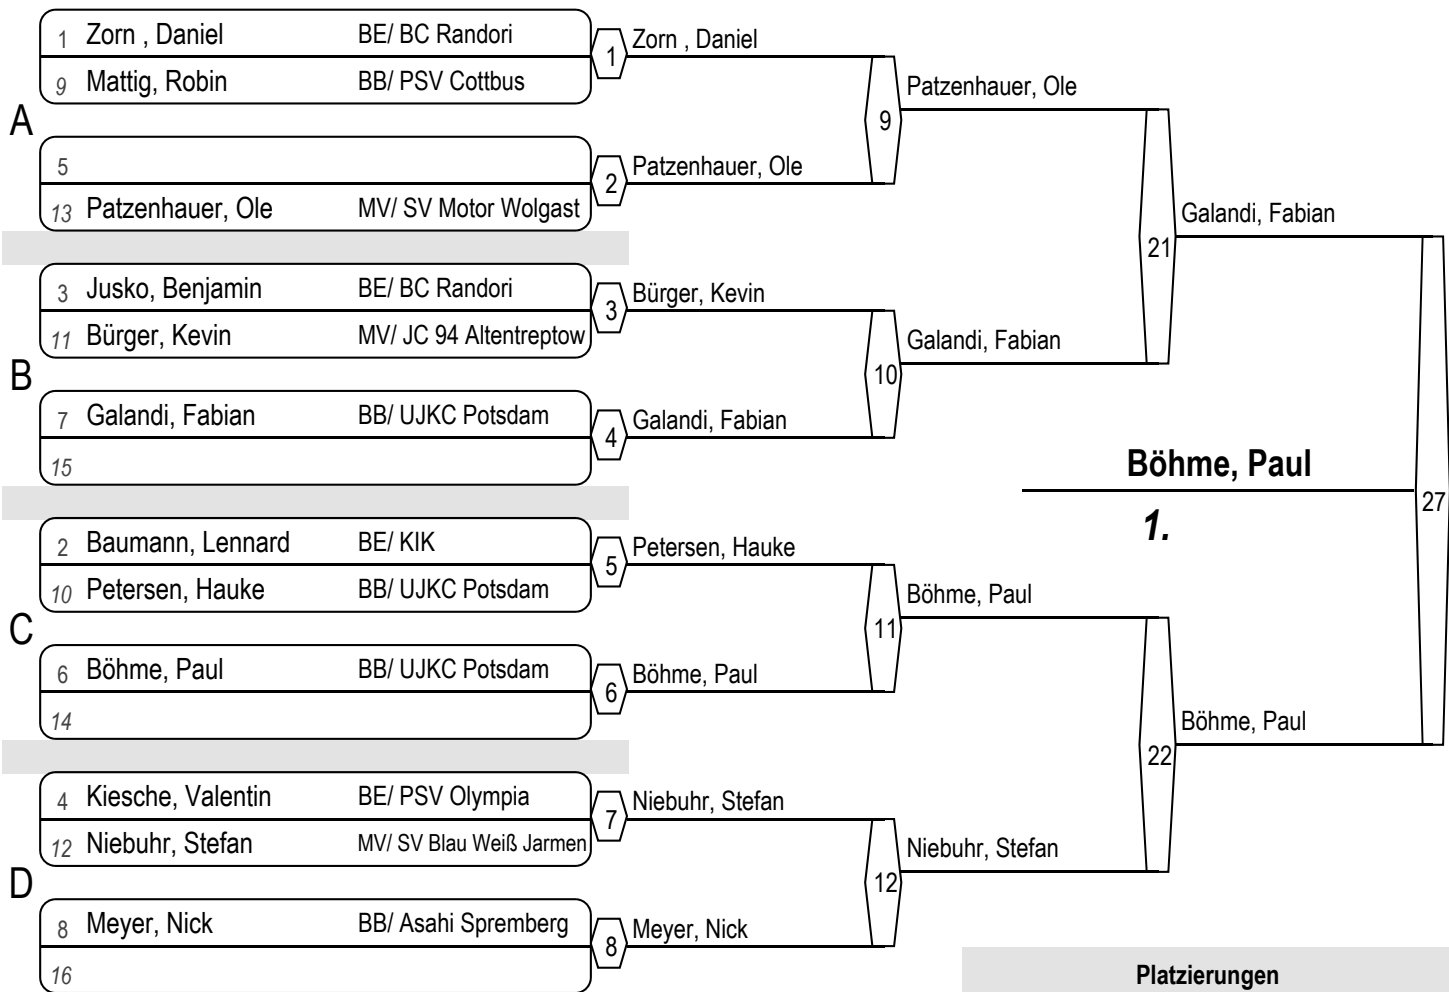 1 Zorn , Daniel BE/ BC Randori
9 Mattig, Robin BB/ PSV Cottbus
1 Zorn , Daniel
A
5
13 Patzenhauer, Ole MV/ SV Motor Wolgast
2 Patzenhauer, Ole
9 Patzenhauer, Ole
3 Jusko, Benjamin BE/ BC Randori
11 Bürger, Kevin MV/ JC 94 Altentreptow
3 Bürger, Kevin
B
7 Galandi, Fabian BB/ UJKC Potsdam
15
4 Galandi, Fabian
10 Galandi, Fabian
21 Galandi, Fabian
2 Baumann, Lennard BE/ KIK
10 Petersen, Hauke BB/ UJKC Potsdam
5 Petersen, Hauke
C
6 Böhme, Paul BB/ UJKC Potsdam
14
6 Böhme, Paul
11 Böhme, Paul
4 Kiesche, Valentin BE/ PSV Olympia
12 Niebuhr, Stefan MV/ SV Blau Weiß Jarmen
7 Niebuhr, Stefan
D
8 Meyer, Nick BB/ Asahi Spremberg
16
8 Meyer, Nick
12 Niebuhr, Stefan
22 Böhme, Paul
27
Böhme, Paul
1.
Platzierungen